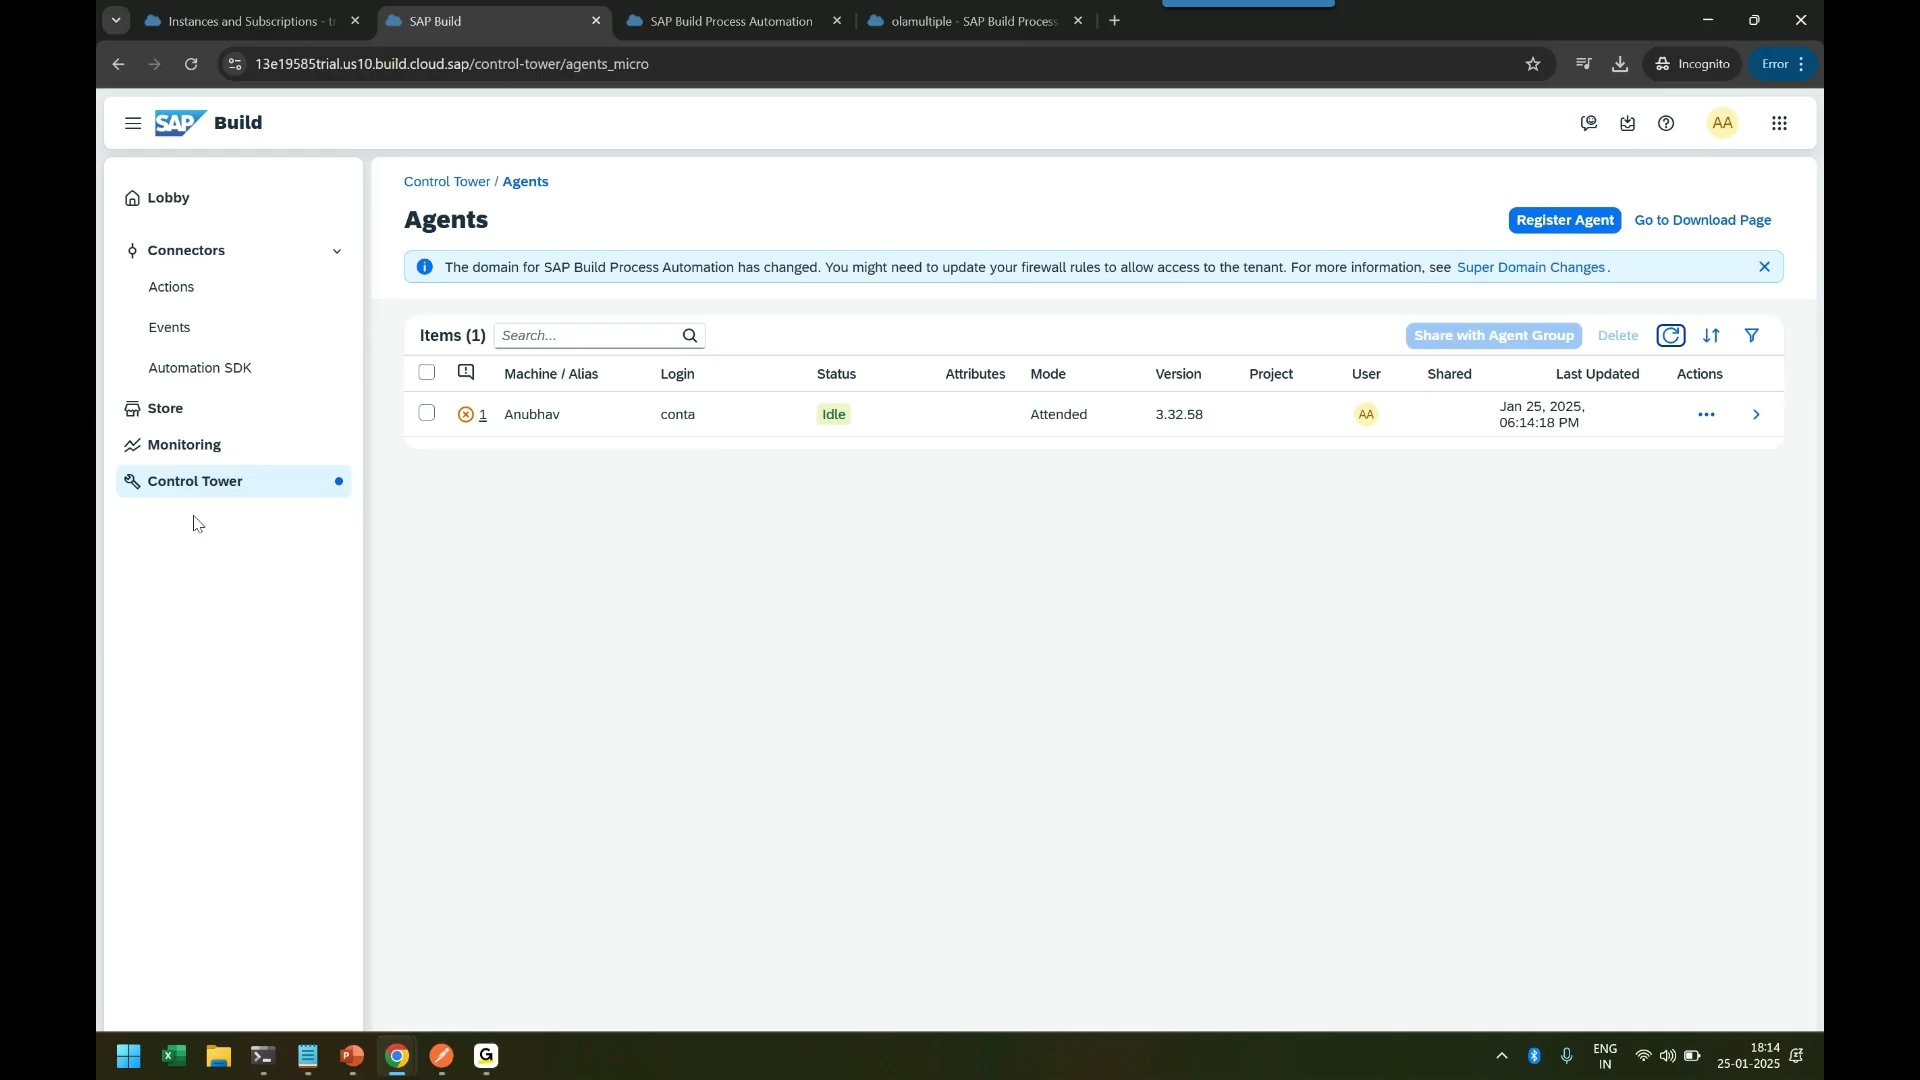 Instances and Subscriptions - tr
SAP Build
SAP Build Process Automation
olamultiple - SAP Build Process
13e19585trial.us10.build.cloud.sap/control-tower/agents_micro
Incognito
Error
SAP Build
AA
Lobby
Connectors
Actions
Events
Automation SDK
Store
Monitoring
Control Tower
Control Tower / Agents
Agents
Register Agent
Go to Download Page
The domain for SAP Build Process Automation has changed. You might need to update your firewall rules to allow access to the tenant. For more information, see Super Domain Changes.
Items (1)
Search...
Share with Agent Group
Delete
Machine / Alias Login Status Attributes Mode Version Project User Shared Last Updated Actions
1 Anubhav conta Idle Attended 3.32.58 AA Jan 25, 2025,
06:14:18 PM
ENG
IN
18:14
25-01-2025